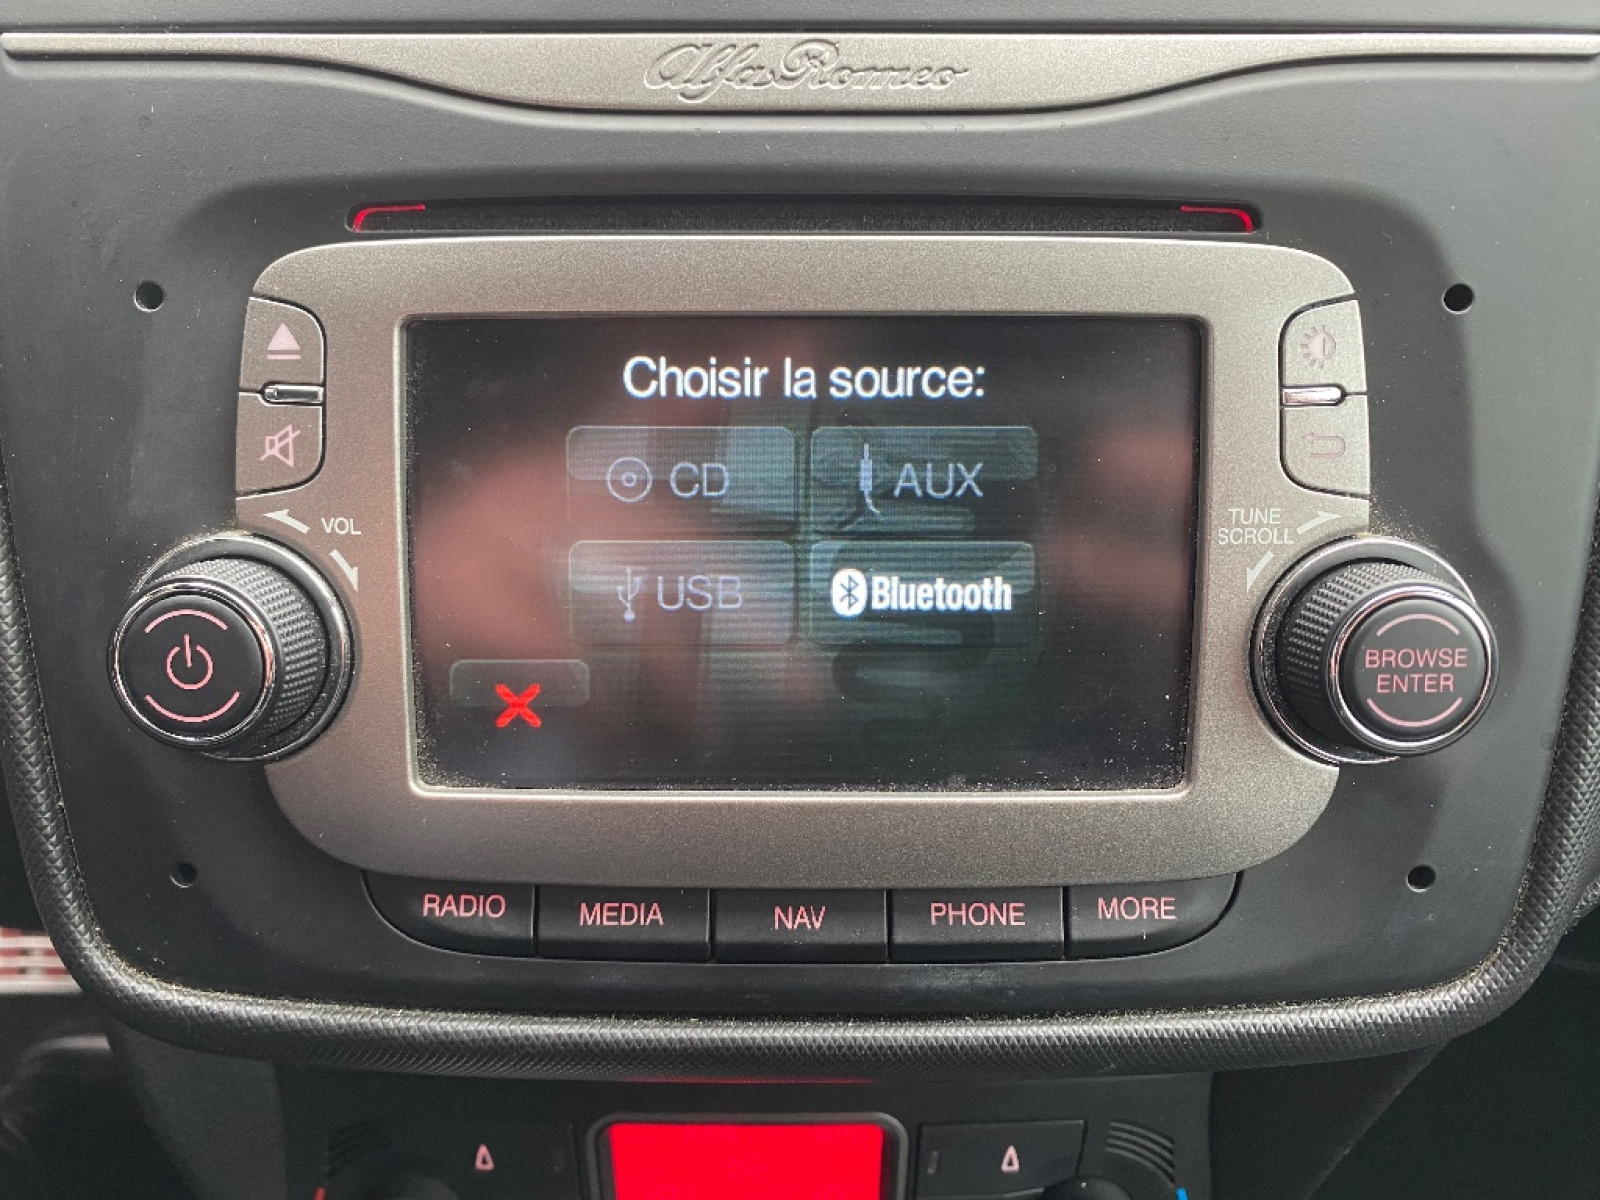 Alfa Romeo
Choisir la source:
CD
AUX
USB
Bluetooth
VOL
TUNE
SCROLL
BROWSE
ENTER
RADIO
MEDIA
NAV
PHONE
MORE